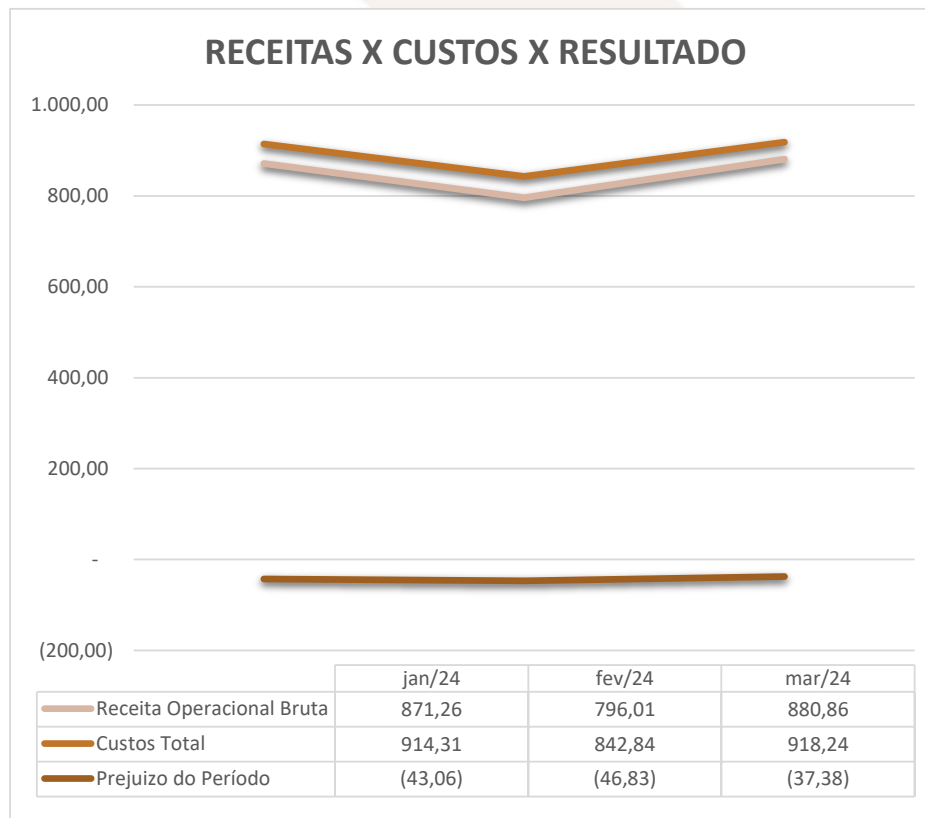 RECEITAS X CUSTOS X RESULTADO
1.000,00
800,00
600,00
400,00
200,00
-
(200,00)
jan/24 fev/24 mar/24
Receita Operacional Bruta 871,26 796,01 880,86
Custos Total 914,31 842,84 918,24
Prejuizo do Período (43,06) (46,83) (37,38)